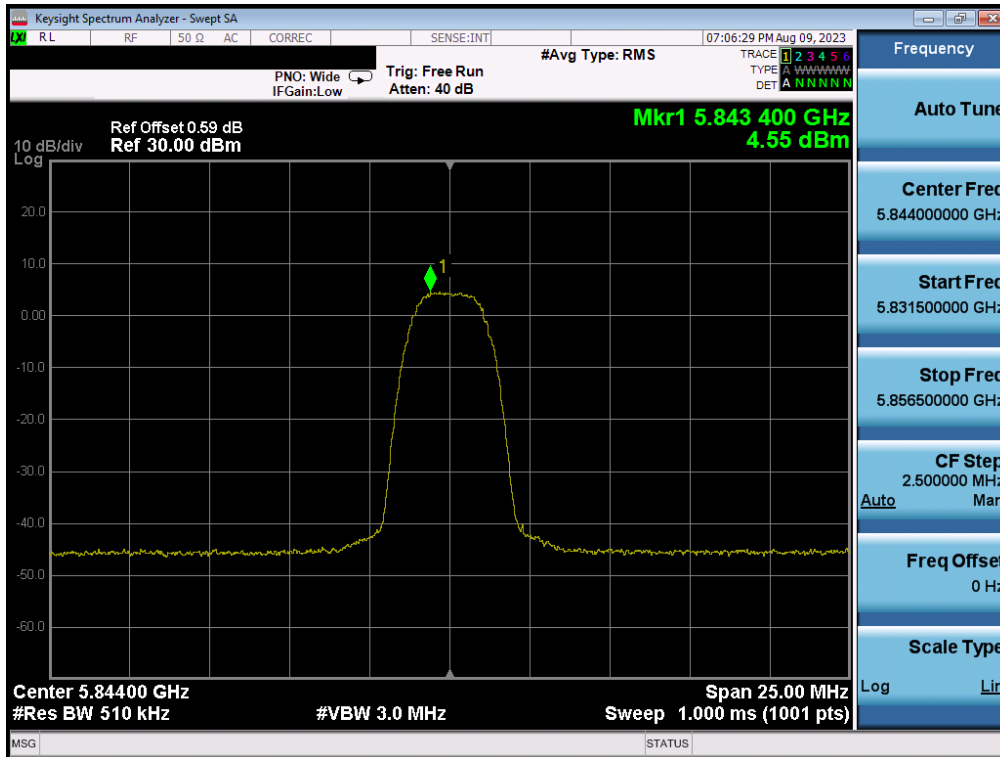 Keysight Spectrum Analyzer - Swept SA
LXI RL RF 50 Ω AC CORREC SENSE:INT 07:06:29 PM Aug 09, 2023
Frequency
#Avg Type: RMS
TRACE 1 2 3 4 5 6
PNO: Wide Trig: Free Run
TYPE A WWWWW
IFGain:Low Atten: 40 dB
DET A N N N N N
Auto Tune
Mkr1 5.843 400 GHz
4.55 dBm
Ref Offset 0.59 dB
10 dB/div Ref 30.00 dBm
Log
Center Freq
5.844000000 GHz
20.0
10.0
1
Start Freq
5.831500000 GHz
0.00
-10.0
Stop Freq
5.856500000 GHz
-20.0
-30.0
CF Step
2.500000 MHz
Auto Man
-40.0
-50.0
Freq Offset
0 Hz
-60.0
Scale Type
Log Lin
Center 5.84400 GHz Span 25.00 MHz
#Res BW 510 kHz #VBW 3.0 MHz Sweep 1.000 ms (1001 pts)
MSG STATUS